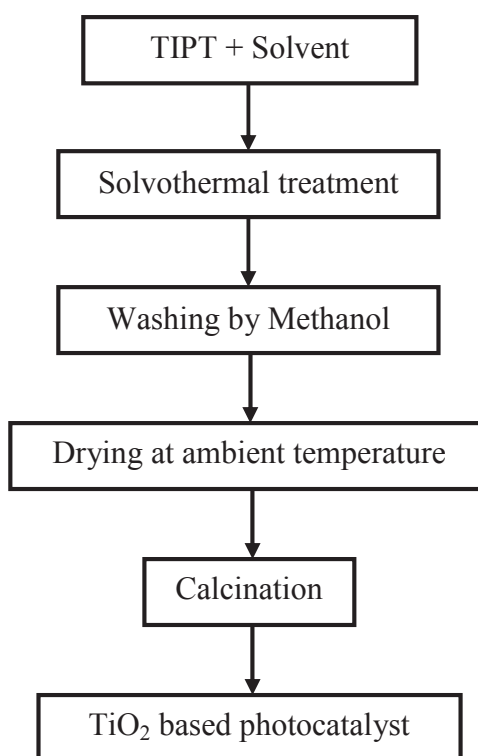 TIPT + Solvent
Solvothermal treatment
Washing by Methanol
Drying at ambient temperature
Calcination
TiO₂ based photocatalyst